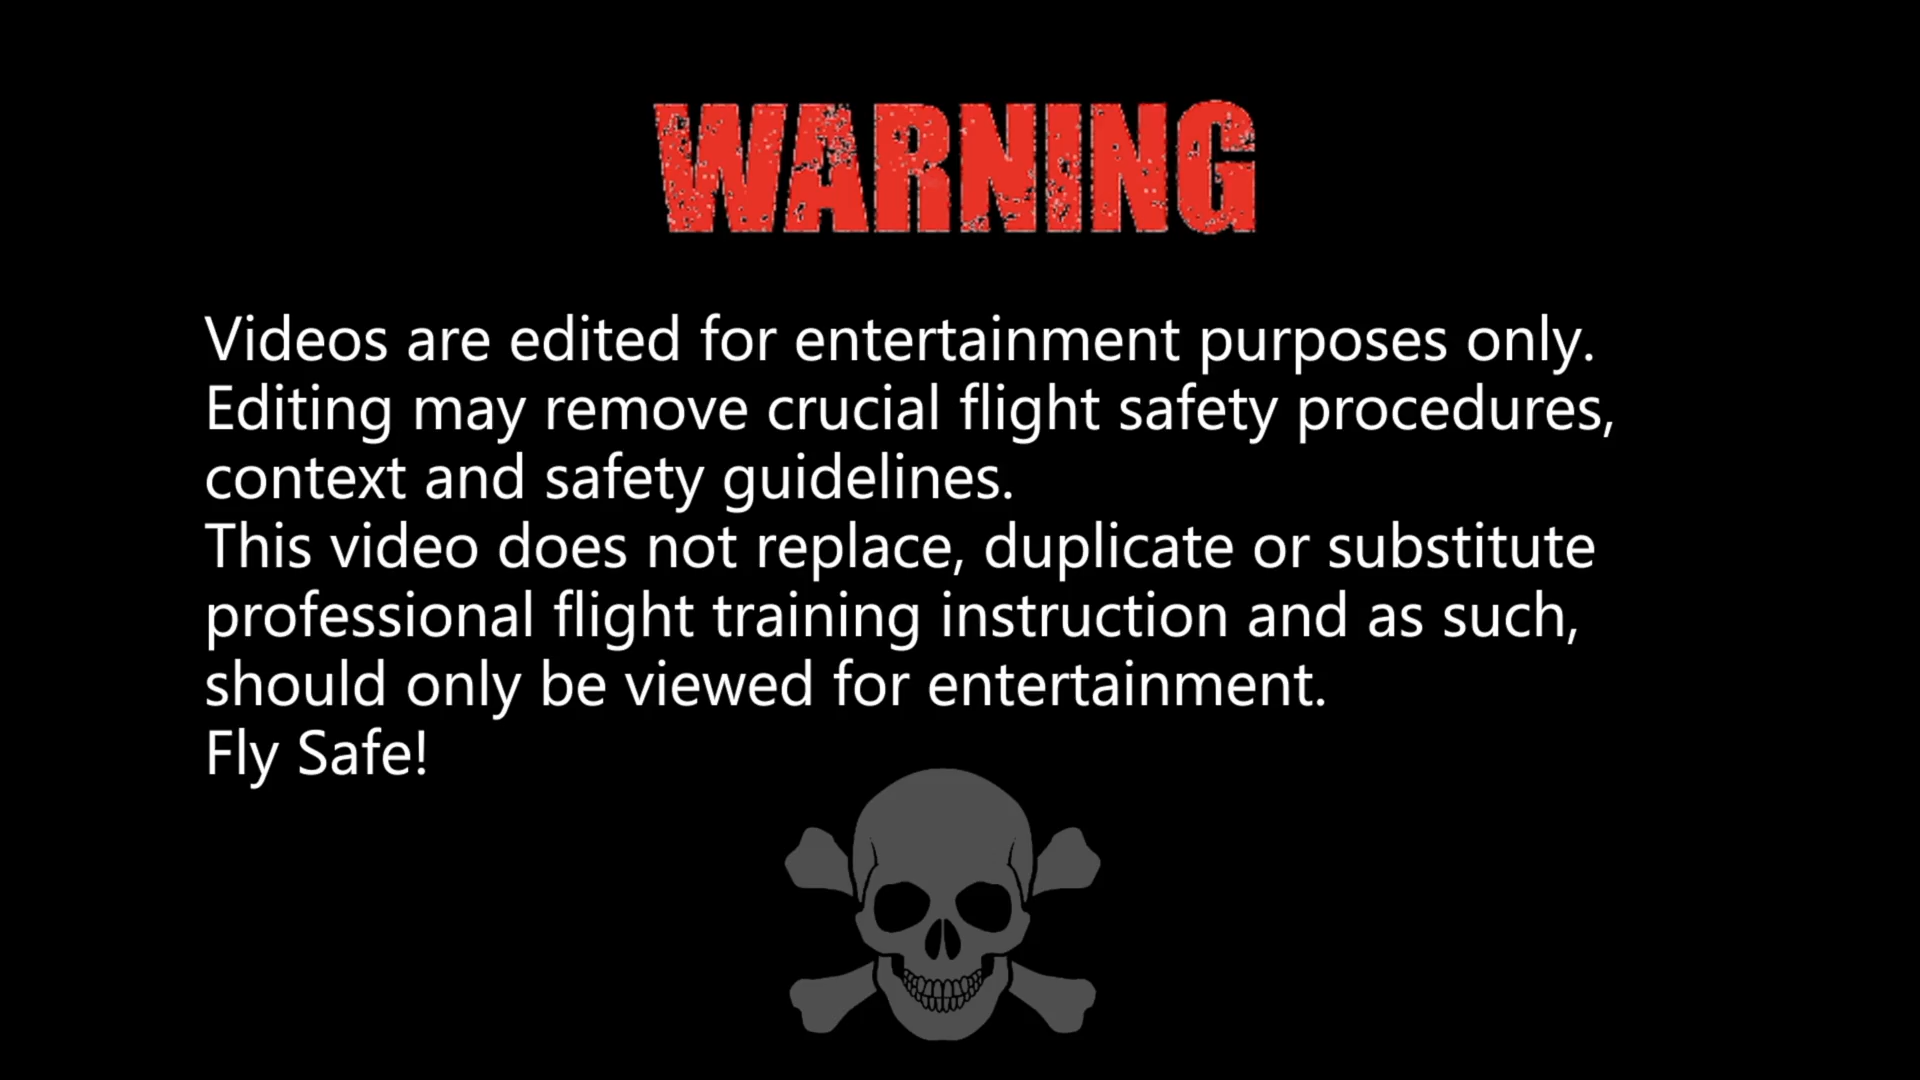 WARNING
Videos are edited for entertainment purposes only.
Editing may remove crucial flight safety procedures,
context and safety guidelines.
This video does not replace, duplicate or substitute
professional flight training instruction and as such,
should only be viewed for entertainment.
Fly Safe!